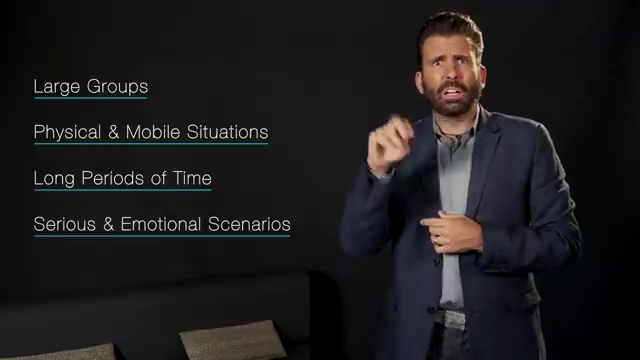 Large Groups
Physical & Mobile Situations
Long Periods of Time
Serious & Emotional Scenarios